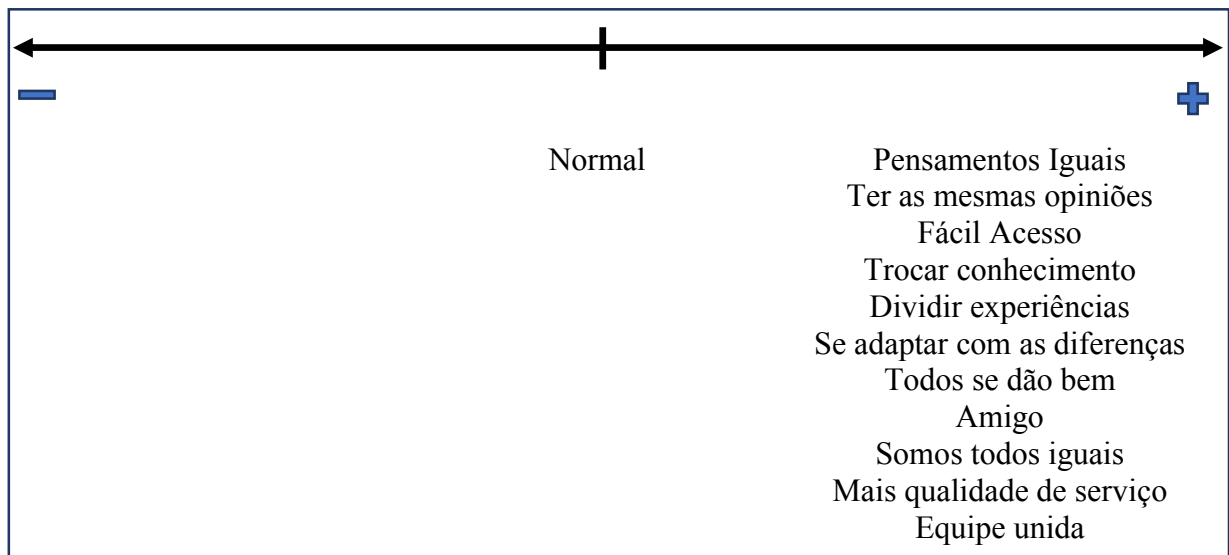 Normal
Pensamentos Iguais
Ter as mesmas opiniões
Fácil Acesso
Trocar conhecimento
Dividir experiências
Se adaptar com as diferenças
Todos se dão bem
Amigo
Somos todos iguais
Mais qualidade de serviço
Equipe unida